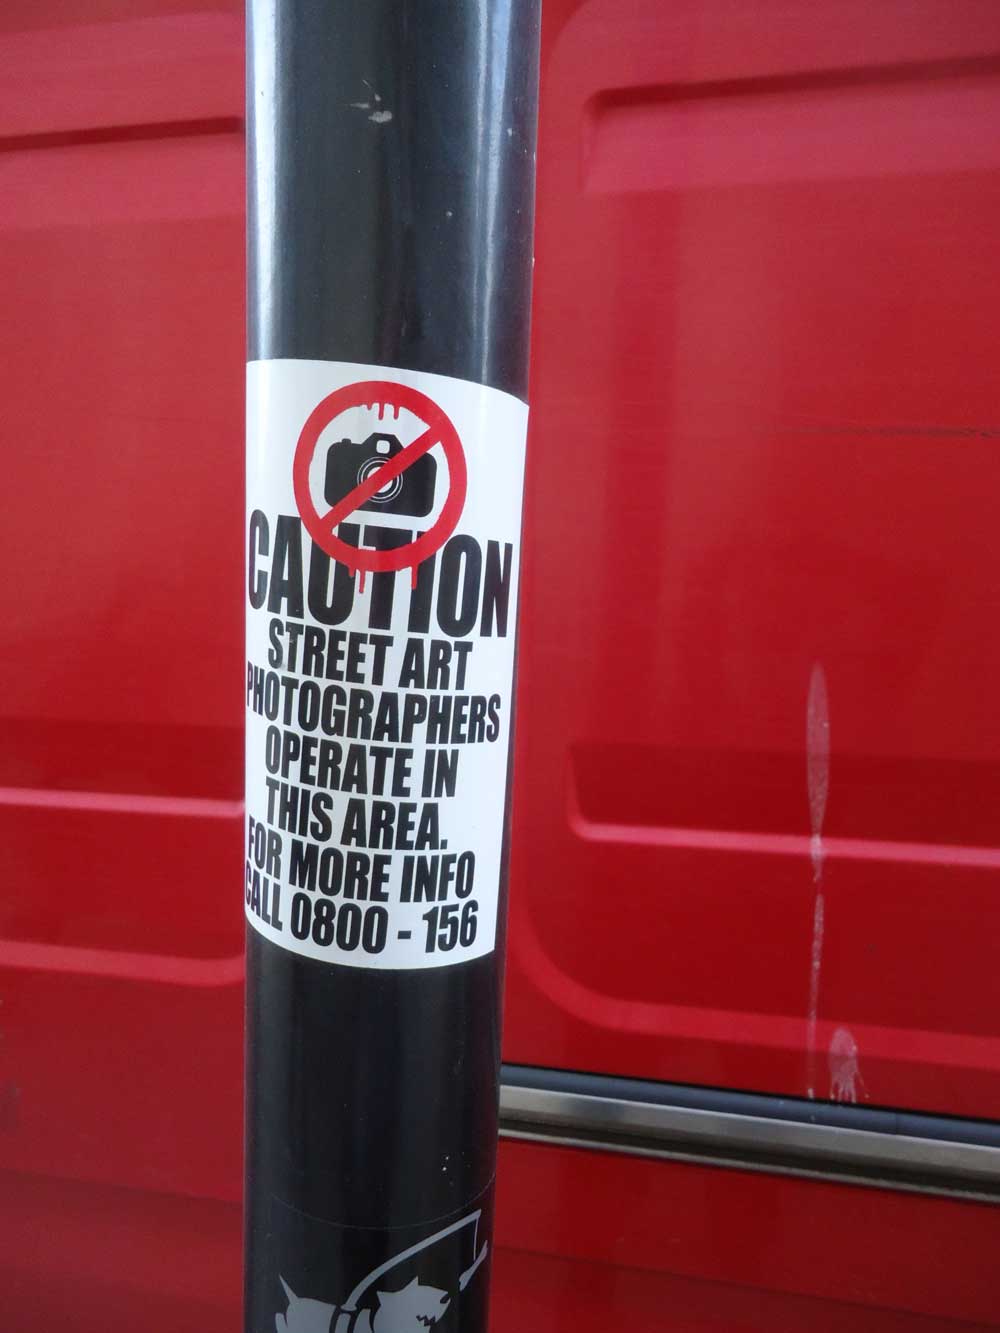 CAUTION
STREET ART
PHOTOGRAPHERS
OPERATE IN
THIS AREA.
FOR MORE INFO
CALL 0800 - 156